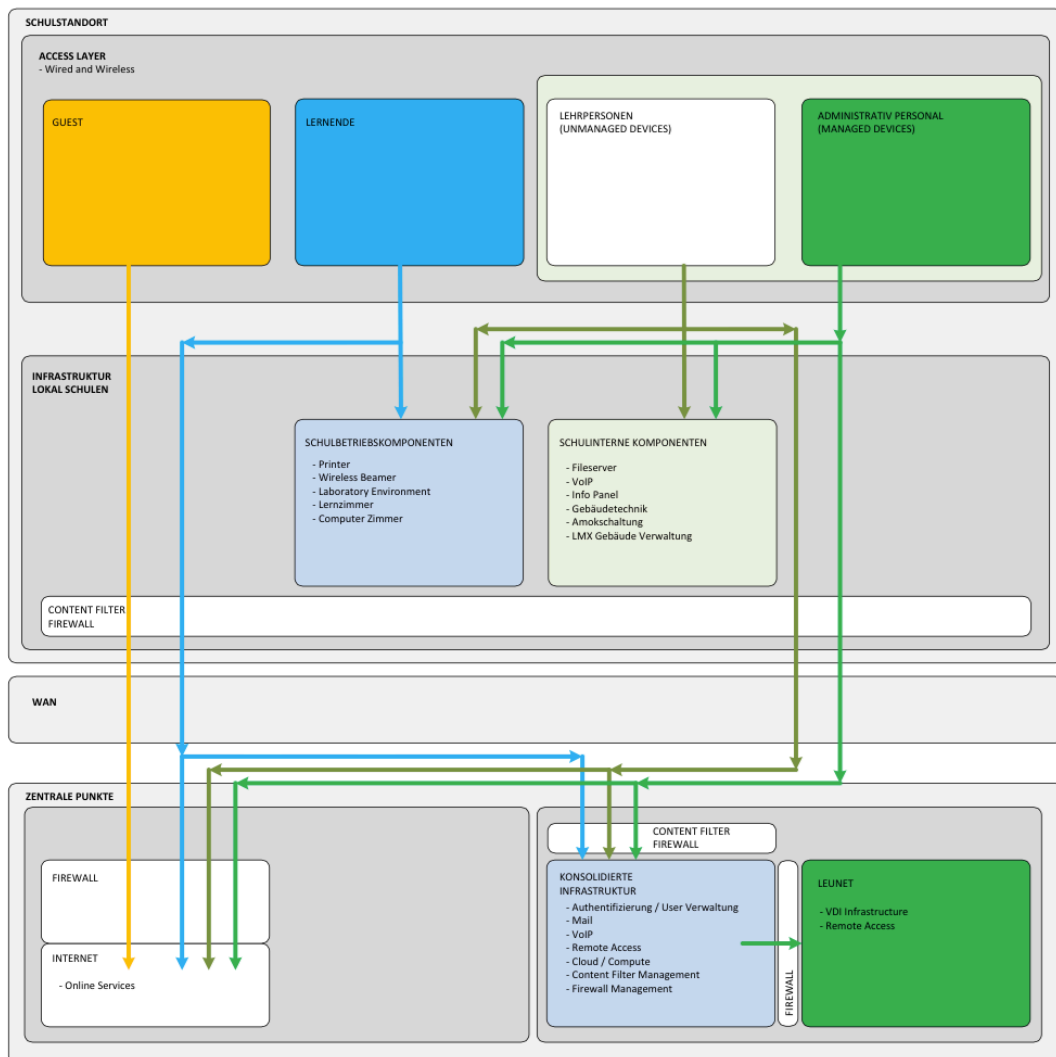 SCHULSTANDORT
ACCESS LAYER
- Wired and Wireless
GUEST
LERNENDE
LEHRPERSONEN
(UNMANAGED DEVICES)
ADMINISTRATIV PERSONAL
(MANAGED DEVICES)
INFRASTRUKTUR
LOKAL SCHULEN
SCHULBETRIEBSKOMPONENTEN
- Printer
- Wireless Beamer
- Laboratory Environment
- Lernzimmer
- Computer Zimmer
SCHULINTERNE KOMPONENTEN
- Fileserver
- VoIP
- Info Panel
- Gebäudetechnik
- Amokschaltung
- LMX Gebäude Verwaltung
CONTENT FILTER
FIREWALL
WAN
ZENTRALE PUNKTE
FIREWALL
INTERNET
- Online Services
CONTENT FILTER
FIREWALL
KONSOLIDIERTE
INFRASTRUKTUR
- Authentifizierung / User Verwaltung
- Mail
- VoIP
- Remote Access
- Cloud / Compute
- Content Filter Management
- Firewall Management
FIREWALL
LEUNET
- VDI Infrastructure
- Remote Access